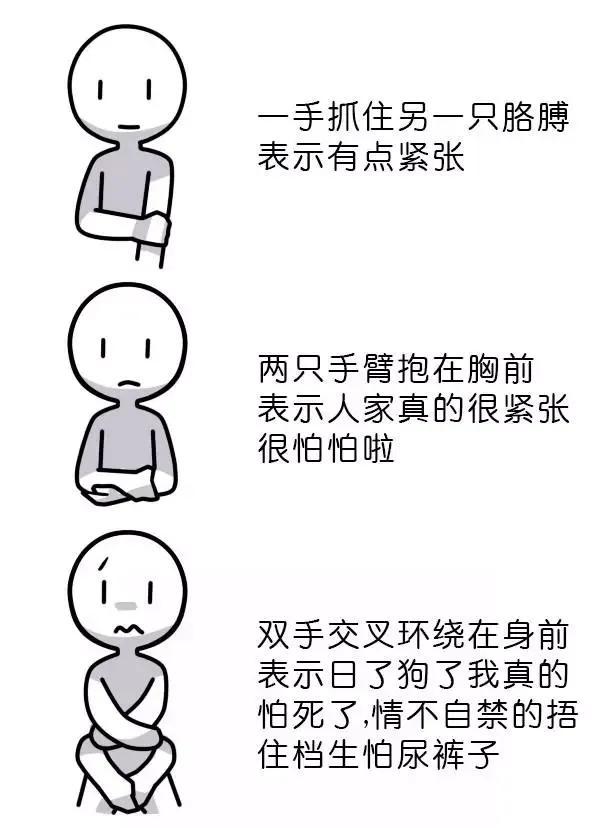 一手抓住另一只胳膊
表示有点紧张
两只手臂抱在胸前
表示人家真的很紧张
很怕怕啦
双手交叉环绕在身前
表示日了狗了我真的
怕死了,情不自禁的捂
住档生怕尿裤子